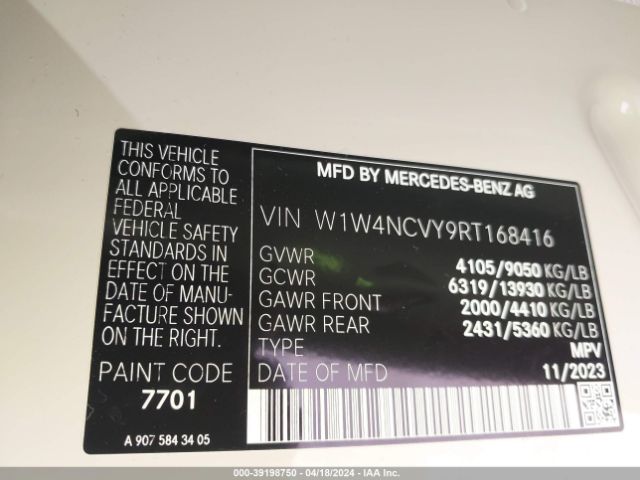 THIS VEHICLE
CONFORMS TO
ALL APPLICABLE
FEDERAL
VEHICLE SAFETY
STANDARDS IN
EFFECT ON THE
DATE OF MANU-
FACTURE SHOWN
ON THE RIGHT.
PAINT CODE
7701
A 907 584 34 05
MFD BY MERCEDES-BENZ AG
VIN W1W4NCVY9RT168416
GVWR 4105/9050 KG/LB
GCWR 6319/13930 KG/LB
GAWR FRONT 2000/4410 KG/LB
GAWR REAR 2431/5360 KG/LB
TYPE MPV
DATE OF MFD 11/2023
000-39198750 - 04/18/2024 - IAA Inc.